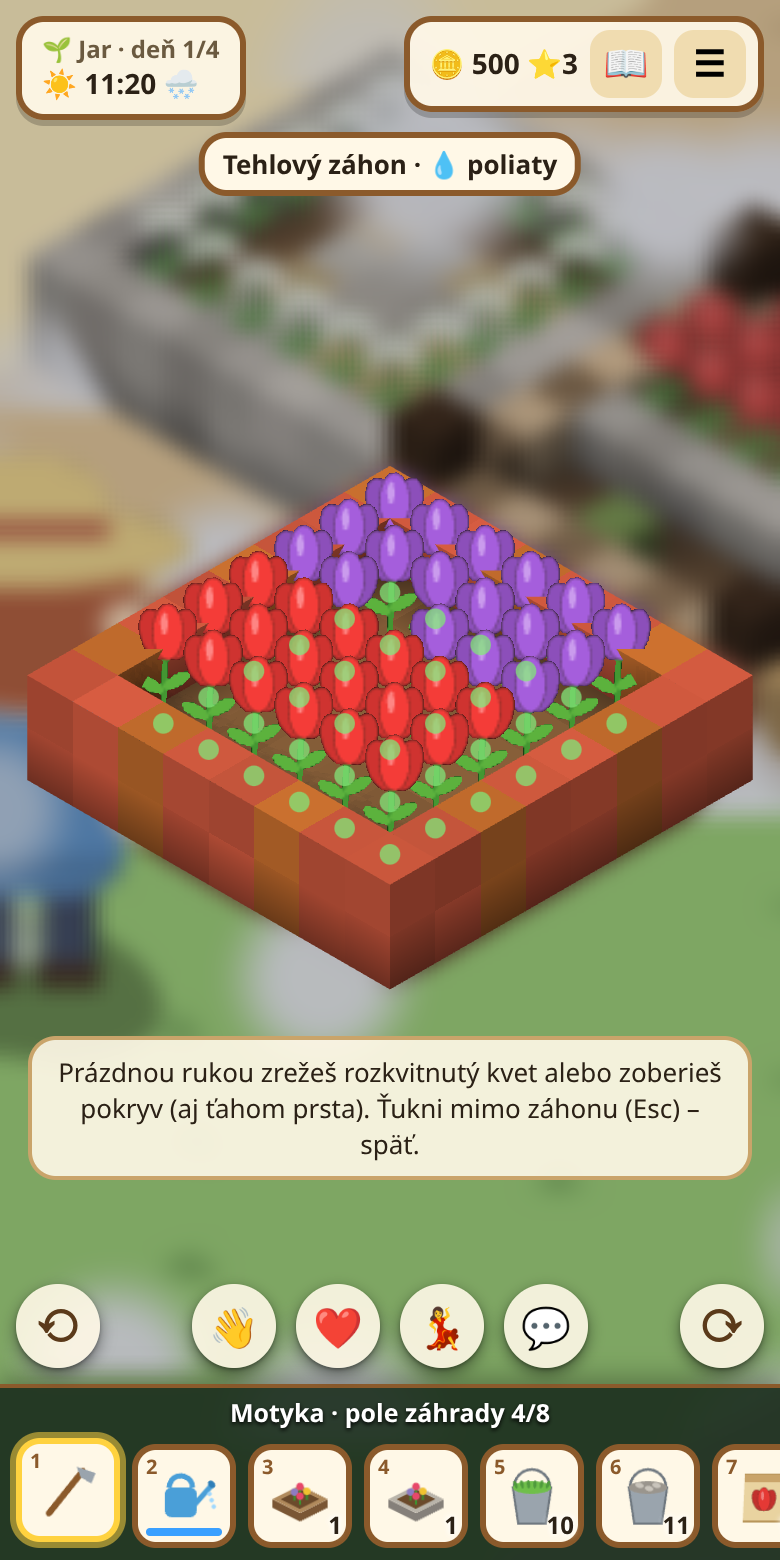 🌱 Jar · deň 1/4
☀️ 11:20 🌨️
🪙 500 ⭐3 📖 ☰
Tehlový záhon · 💧 poliaty
Prázdnou rukou zrežeš rozkvitnutý kvet alebo zoberieš
pokryv (aj ťahom prsta). Ťukni mimo záhonu (Esc) –
späť.
Motyka · pole záhrady 4/8
1 2 3 4 5 6 7
1 1 10 11